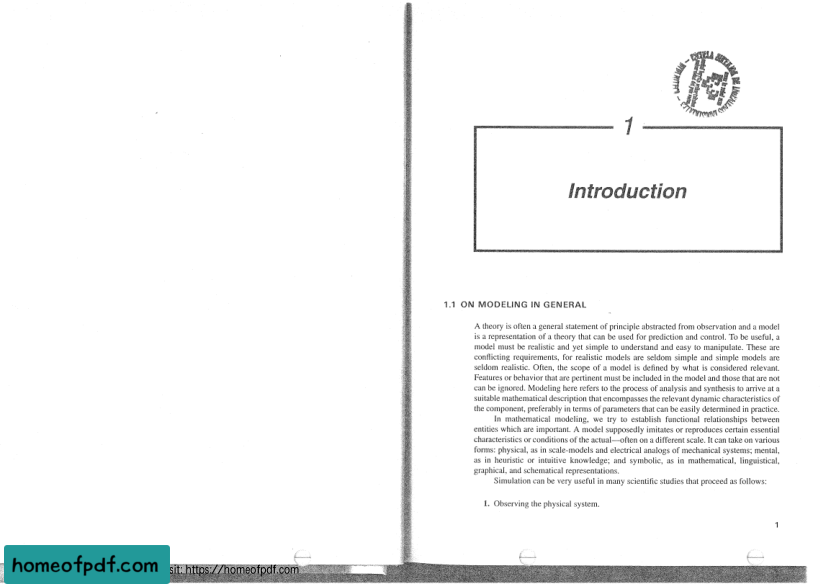 1
Introduction
1.1 ON MODELING IN GENERAL
A theory is often a general statement of principle abstracted from observation and a model
is a representation of a theory that can be used for prediction and control. To be useful, a
model must be realistic and yet simple to understand and easy to manipulate. These are
conflicting requirements, for realistic models are seldom simple and simple models are
seldom realistic. Often, the scope of a model is defined by what is considered relevant.
Features or behavior that are pertinent must be included in the model and those that are not
can be ignored. Modeling here refers to the process of analysis and synthesis to arrive at a
suitable mathematical description that encompasses the relevant dynamic characteristics of
the component, preferably in terms of parameters that can be easily determined in practice.
In mathematical modeling, we try to establish functional relationships between
entities which are important. A model supposedly imitates or reproduces certain essential
characteristics or conditions of the actual—often on a different scale. It can take on various
forms: physical, as in scale-models and electrical analogs of mechanical systems; mental,
as in heuristic or intuitive knowledge; and symbolic, as in mathematical, linguistical,
graphical, and schematical representations.
Simulation can be very useful in many scientific studies that proceed as follows:
1. Observing the physical system.
1
homeofpdf.com
sit: https://homeofpdf.com